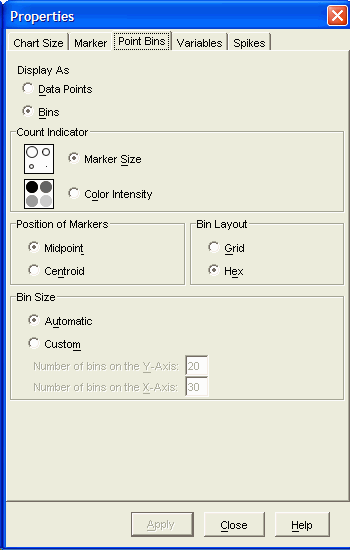 Properties
Chart Size Marker Point Bins Variables Spikes
Display As
Data Points
Bins
Count Indicator
Marker Size
Color Intensity
Position of Markers
Midpoint
Centroid
Bin Layout
Grid
Hex
Bin Size
Automatic
Custom
Number of bins on the Y-Axis: 20
Number of bins on the X-Axis: 30
Apply Close Help